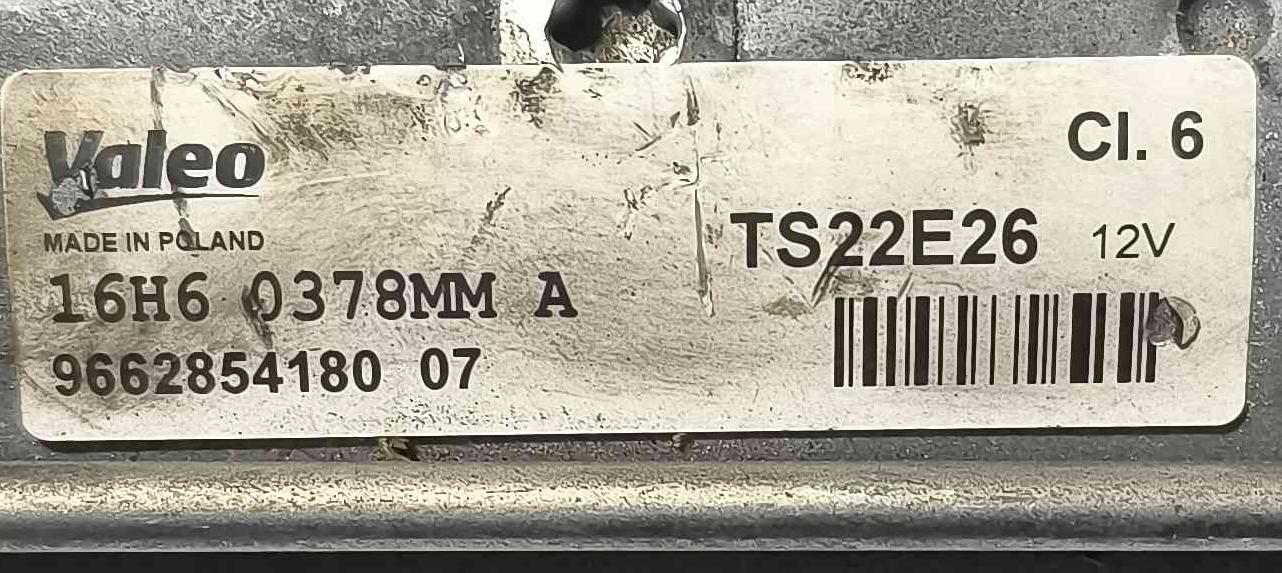 Valeo
MADE IN POLAND
16H6 0378MM A
9662854180 07
Cl. 6
TS22E26 12V